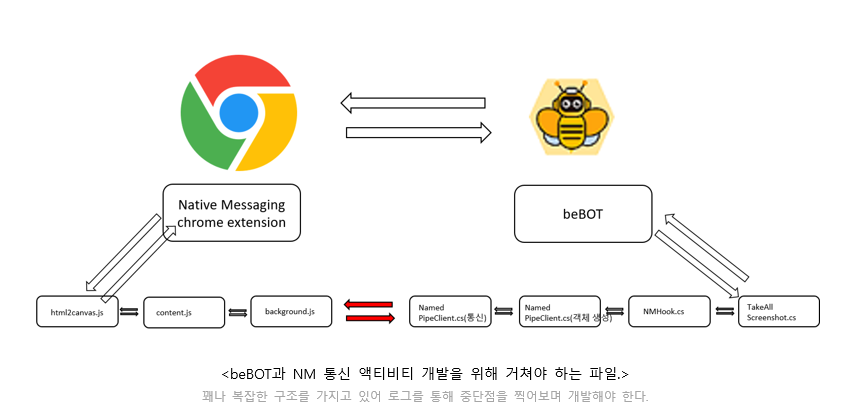 Native Messaging
chrome extension
beBOT
html2canvas.js
content.js
background.js
Named
PipeClient.cs(통신)
Named
PipeClient.cs(객체 생성)
NMHook.cs
TakeAll
Screenshot.cs
<beBOT과 NM 통신 액티비티 개발을 위해 거쳐야 하는 파일.>
꽤나 복잡한 구조를 가지고 있어 로그를 통해 중단점을 찍어보며 개발해야 한다.